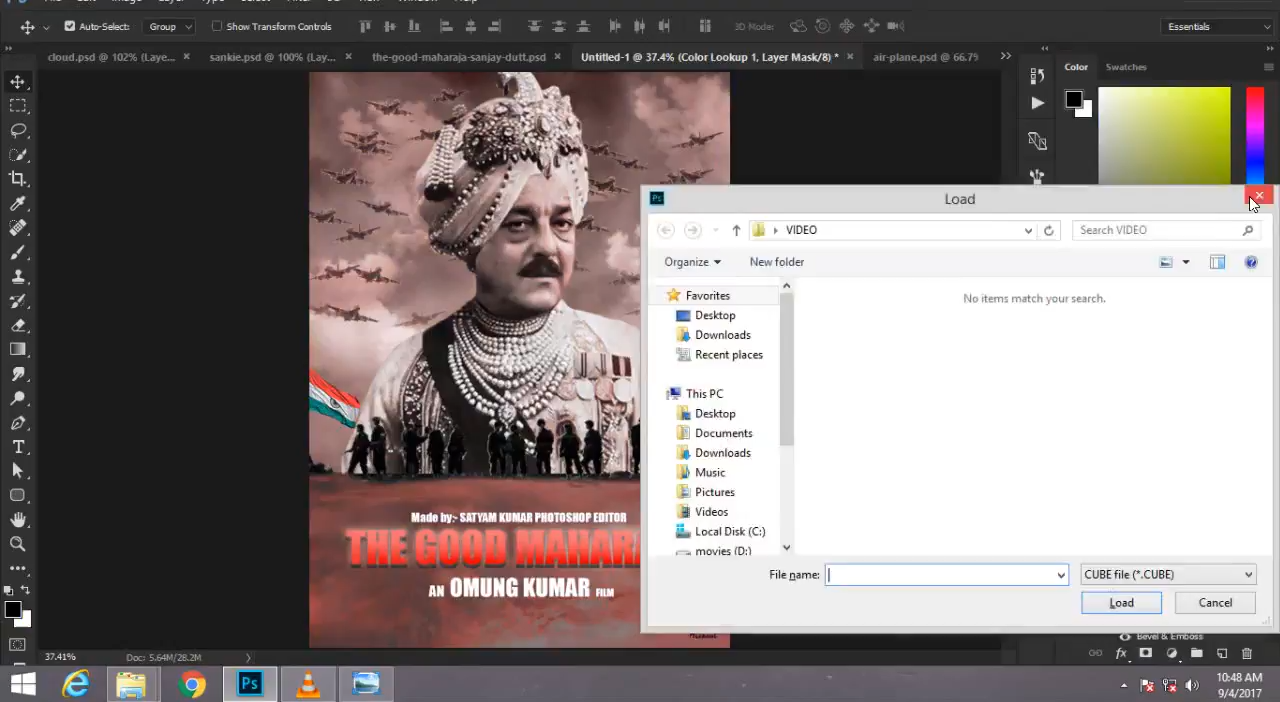 Auto-Select: Group Show Transform Controls 3D Mode: Essentials
cloud.psd @ 102% (Laye... × sankie.psd @ 100% (Lay... × the-good-maharaja-sanjay-dutt.psd × Untitled-1 @ 37.4% (Color Lookup 1, Layer Mask/8) * × air-plane.psd @ 66.7%
Color Swatches
Load
VIDEO
Search VIDEO
Organize New folder
Favorites
Desktop
Downloads
Recent places
This PC
Desktop
Documents
Downloads
Music
Pictures
Videos
Local Disk (C:)
movies (D:)
No items match your search.
File name: CUBE file (*.CUBE)
Load Cancel
Made by:- SATYAM KUMAR PHOTOSHOP EDITOR
THE GOOD MAHARA
AN OMUNG KUMAR FILM
Bevel & Emboss
37.41% Doc: 5.64M/28.2M
Ps
10:48 AM
9/4/2017